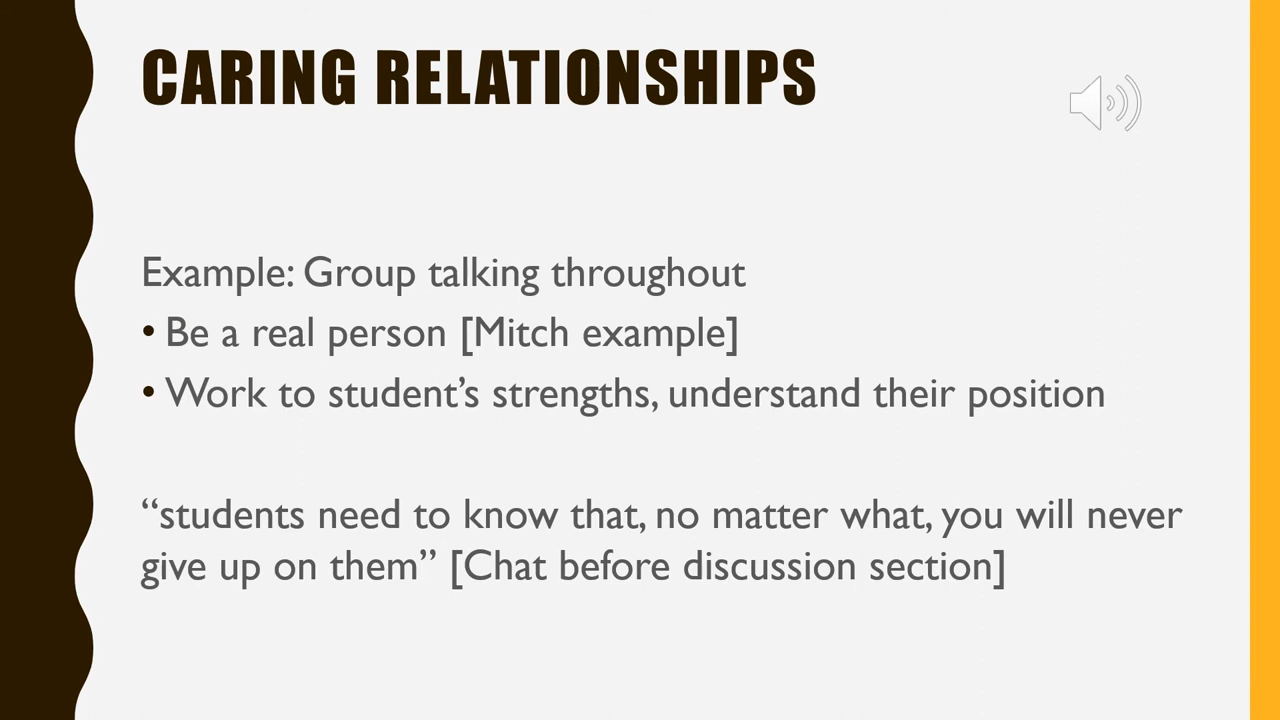 CARING RELATIONSHIPS
Example: Group talking throughout
• Be a real person [Mitch example]
• Work to student’s strengths, understand their position
“students need to know that, no matter what, you will never
give up on them” [Chat before discussion section]